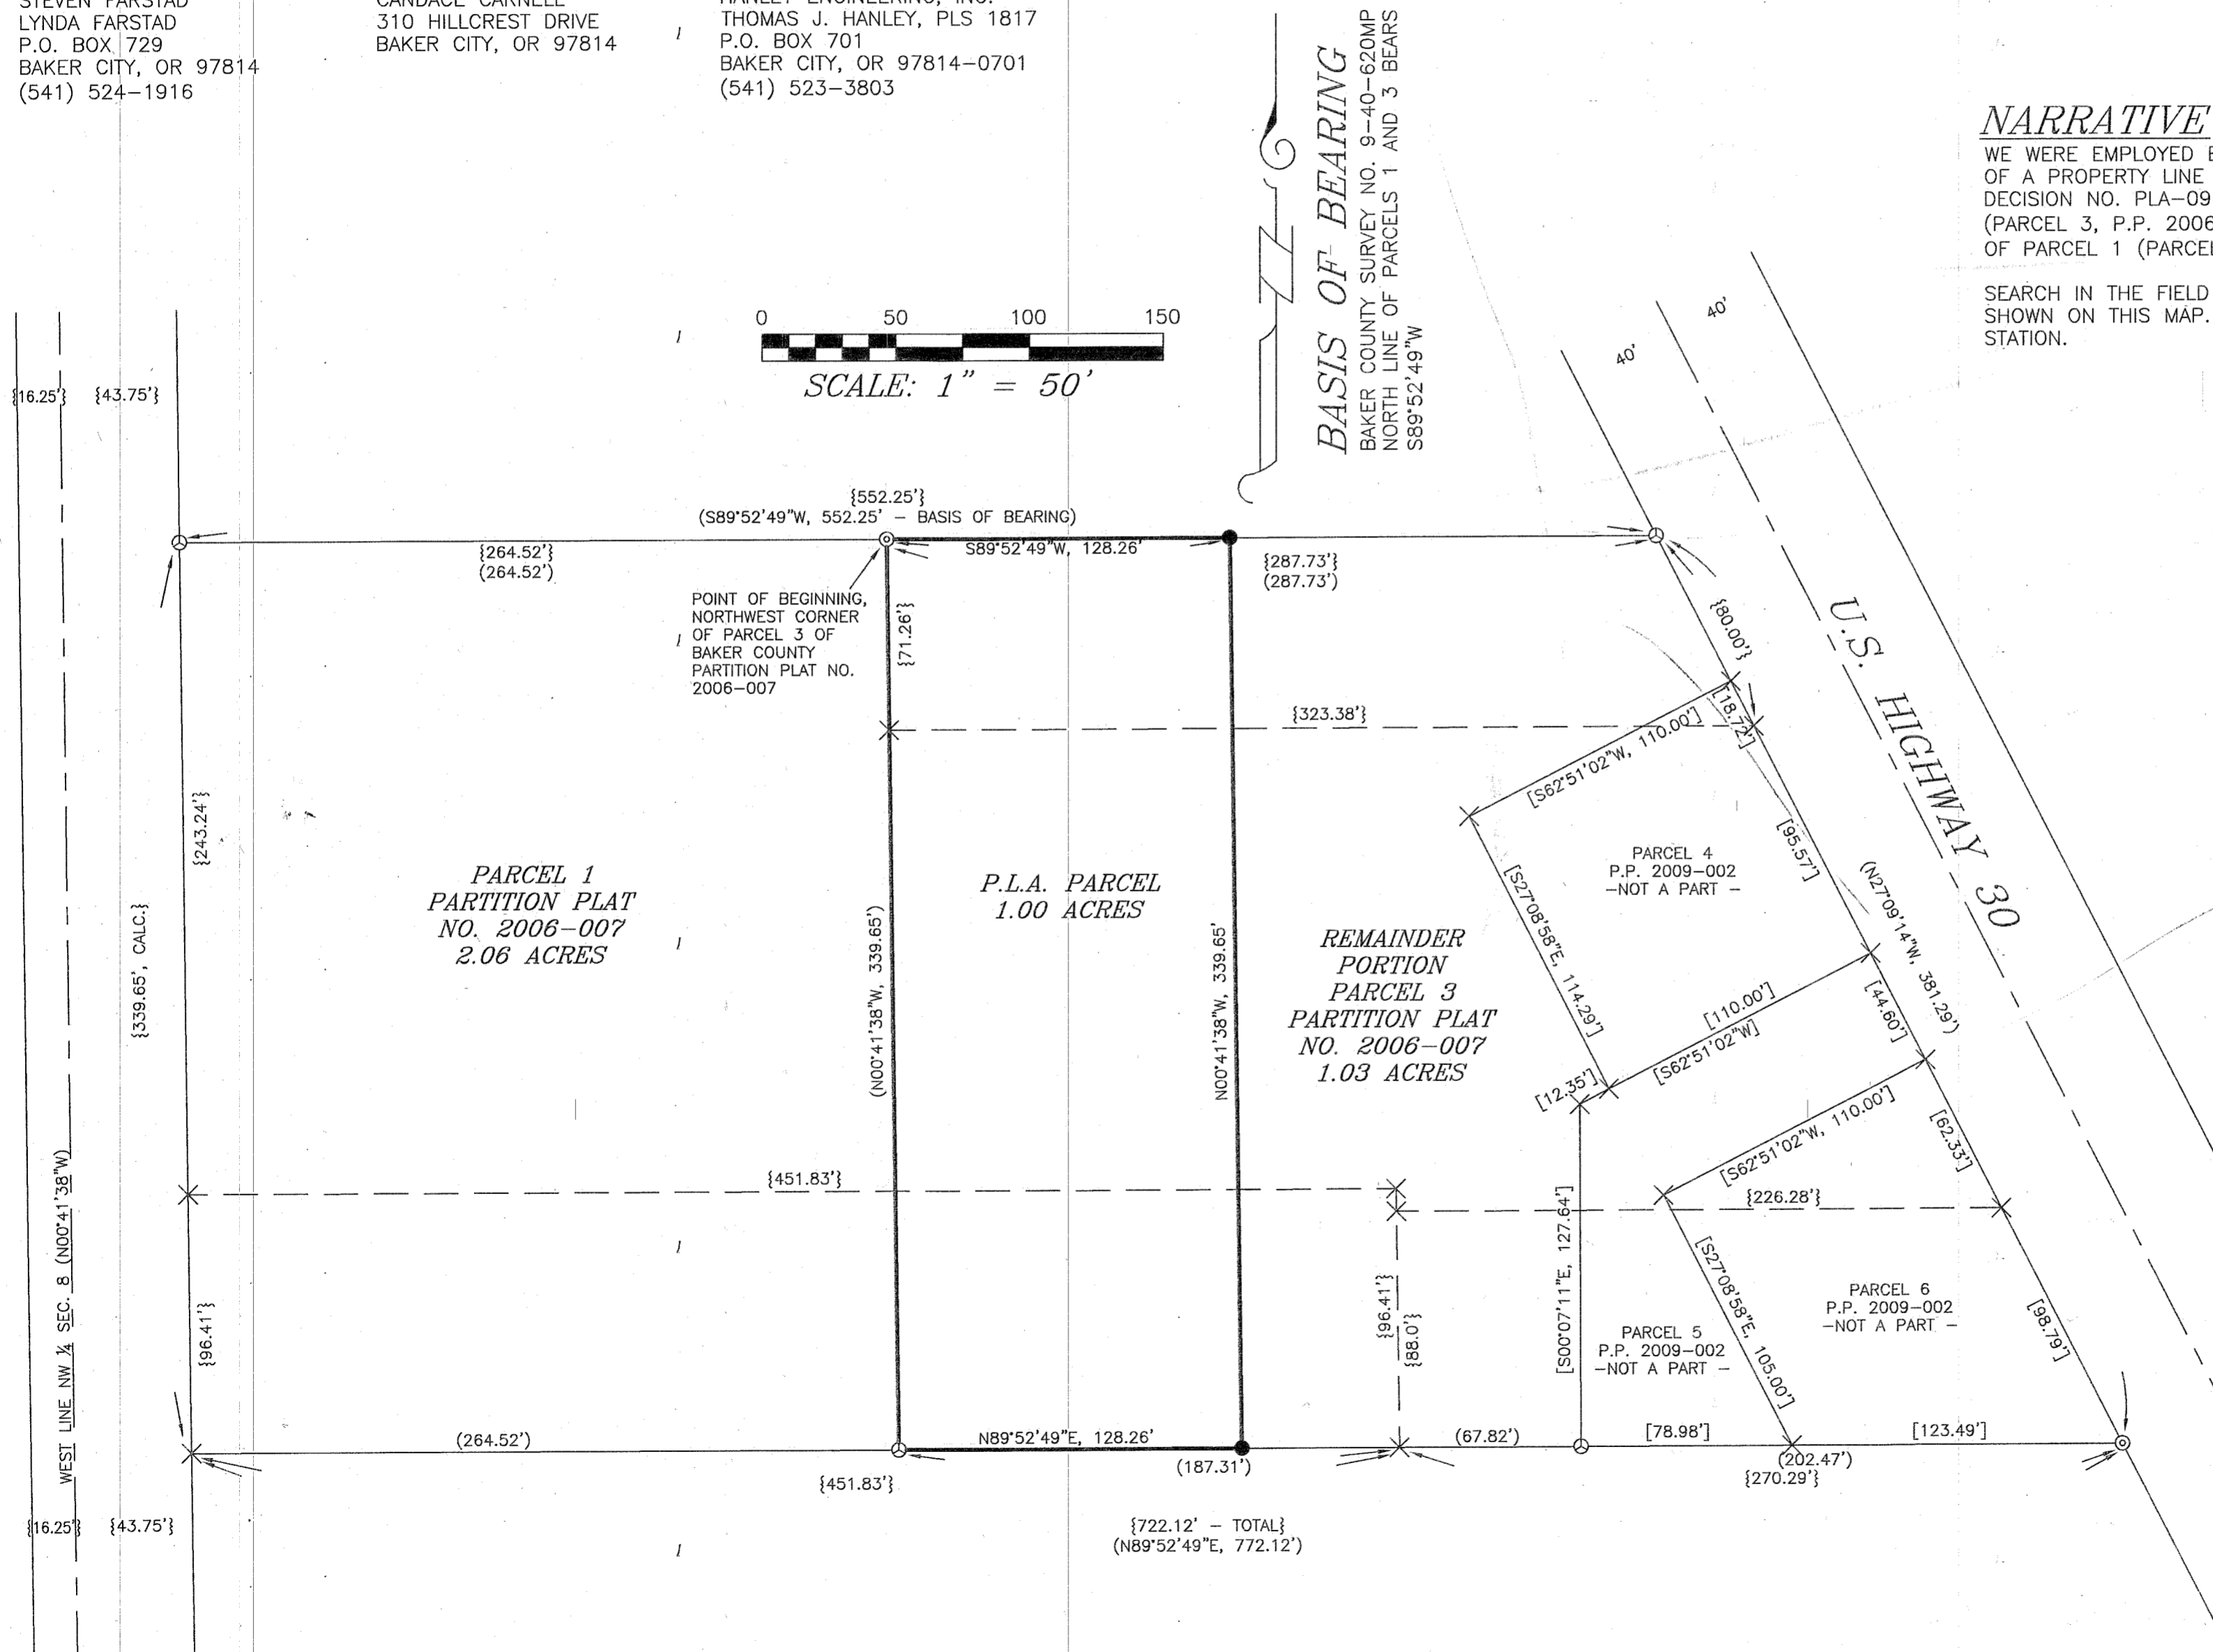 STEVEN FARSTAD
LYNDA FARSTAD
P.O. BOX 729
BAKER CITY, OR 97814
(541) 524-1916
CANDACE CARNELL
310 HILLCREST DRIVE
BAKER CITY, OR 97814
HANLEY ENGINEERING, INC.
THOMAS J. HANLEY, PLS 1817
P.O. BOX 701
BAKER CITY, OR 97814-0701
(541) 523-3803
BASIS OF BEARING
BAKER COUNTY SURVEY NO. 9-40-620MP
NORTH LINE OF PARCELS 1 AND 3 BEARS
S89°52'49"W
N
NARRATIVE
WE WERE EMPLOYED
OF A PROPERTY LINE
DECISION NO. PLA-09
(PARCEL 3, P.P. 2006
OF PARCEL 1 (PARCEL
SEARCH IN THE FIELD
SHOWN ON THIS MAP.
STATION.
0 50 100 150
SCALE: 1" = 50'
40'
40'
{16.25'} {43.75'}
{552.25'}
(S89°52'49"W, 552.25' - BASIS OF BEARING)
{264.52'}
(264.52')
S89°52'49"W, 128.26'
{287.73'}
(287.73')
POINT OF BEGINNING,
NORTHWEST CORNER
OF PARCEL 3 OF
BAKER COUNTY
PARTITION PLAT NO.
2006-007
{71.26'}
{80.00'}
U.S. HIGHWAY 30
{323.38'}
[18.72']
[S62°51'02"W, 110.00']
{243.24'}
{339.65', CALC.}
PARCEL 1
PARTITION PLAT
NO. 2006-007
2.06 ACRES
(N00°41'38"W, 339.65')
P.L.A. PARCEL
1.00 ACRES
N00°41'38"W, 339.65'
REMAINDER
PORTION
PARCEL 3
PARTITION PLAT
NO. 2006-007
1.03 ACRES
[S27°08'58"E, 114.29']
PARCEL 4
P.P. 2009-002
-NOT A PART -
[95.57']
(N27°09'14"W, 381.29')
[110.00']
[S62°51'02"W]
[44.60']
[12.35']
[S62°51'02"W, 110.00']
[62.33']
WEST LINE NW ¼ SEC. 8 (N00°41'38"W)
{451.83'}
{226.28'}
[S00°07'11"E, 127.64']
{96.41'}
{96.41'}
{88.0'}
[S27°08'58"E, 105.00']
PARCEL 5
P.P. 2009-002
-NOT A PART -
PARCEL 6
P.P. 2009-002
-NOT A PART -
[98.79']
(264.52')
N89°52'49"E, 128.26'
(67.82')
[78.98']
[123.49']
{451.83'}
(187.31')
(202.47')
{270.29'}
{16.25'} {43.75'}
{722.12' - TOTAL}
(N89°52'49"E, 772.12')